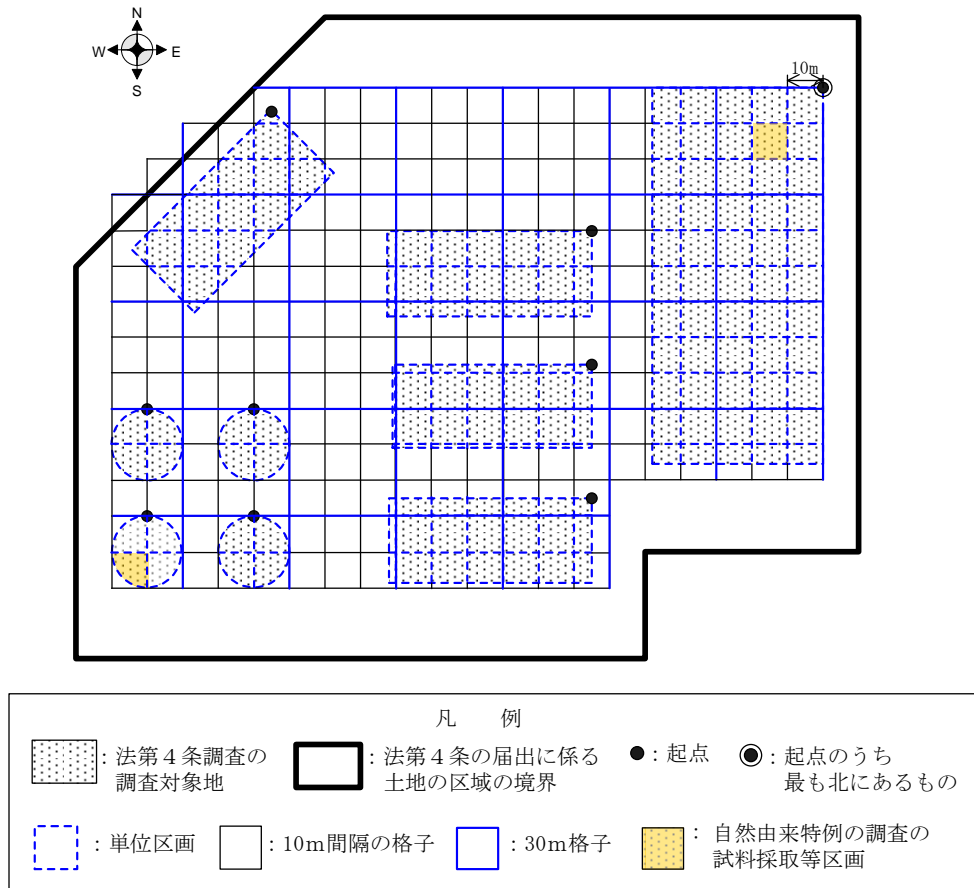 N
W E
S
10m
凡 例
：法第４条調査の
調査対象地
：法第４条の届出に係る
土地の区域の境界
：起点
：起点のうち
最も北にあるもの
：単位区画
：10m間隔の格子
：30m格子
：自然由来特例の調査の
試料採取等区画